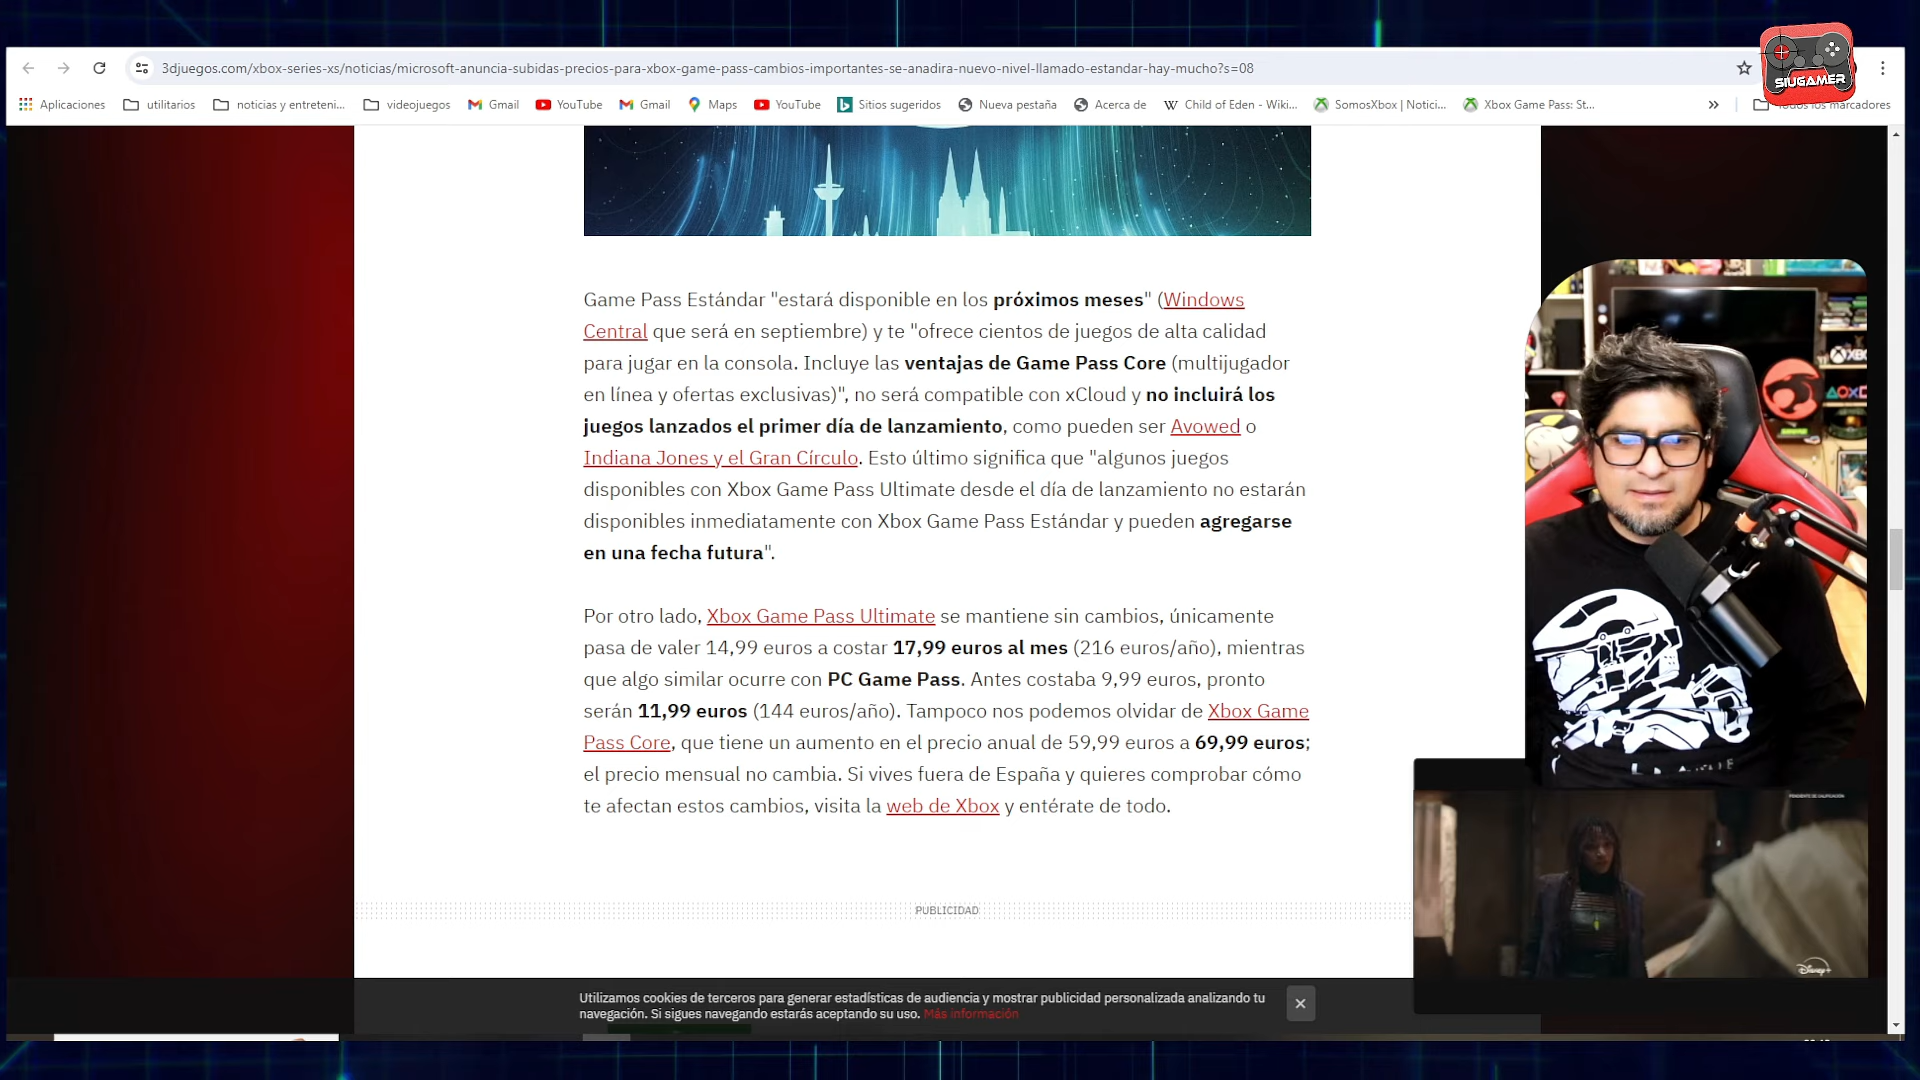 SIUGAMER
3djuegos.com/xbox-series-xs/noticias/microsoft-anuncia-subidas-precios-para-xbox-game-pass-cambios-importantes-se-anadira-nuevo-nivel-llamado-estandar-hay-mucho?s=08
Aplicaciones utilitarios noticias y entreteni... videojuegos Gmail YouTube Gmail Maps YouTube Sitios sugeridos Nueva pestaña Acerca de Child of Eden - Wiki... SomosXbox | Notici... Xbox Game Pass: St... » Todos los marcadores
Game Pass Estándar "estará disponible en los próximos meses" (Windows
Central que será en septiembre) y te "ofrece cientos de juegos de alta calidad
para jugar en la consola. Incluye las ventajas de Game Pass Core (multijugador
en línea y ofertas exclusivas)", no será compatible con xCloud y no incluirá los
juegos lanzados el primer día de lanzamiento, como pueden ser Avowed o
Indiana Jones y el Gran Círculo. Esto último significa que "algunos juegos
disponibles con Xbox Game Pass Ultimate desde el día de lanzamiento no estarán
disponibles inmediatamente con Xbox Game Pass Estándar y pueden agregarse
en una fecha futura".
Por otro lado, Xbox Game Pass Ultimate se mantiene sin cambios, únicamente
pasa de valer 14,99 euros a costar 17,99 euros al mes (216 euros/año), mientras
que algo similar ocurre con PC Game Pass. Antes costaba 9,99 euros, pronto
serán 11,99 euros (144 euros/año). Tampoco nos podemos olvidar de Xbox Game
Pass Core, que tiene un aumento en el precio anual de 59,99 euros a 69,99 euros;
el precio mensual no cambia. Si vives fuera de España y quieres comprobar cómo
te afectan estos cambios, visita la web de Xbox y entérate de todo.
PUBLICIDAD
Utilizamos cookies de terceros para generar estadísticas de audiencia y mostrar publicidad personalizada analizando tu
navegación. Si sigues navegando estarás aceptando su uso. Más información
PENDIENTE DE CALIFICACIÓN
Disney+